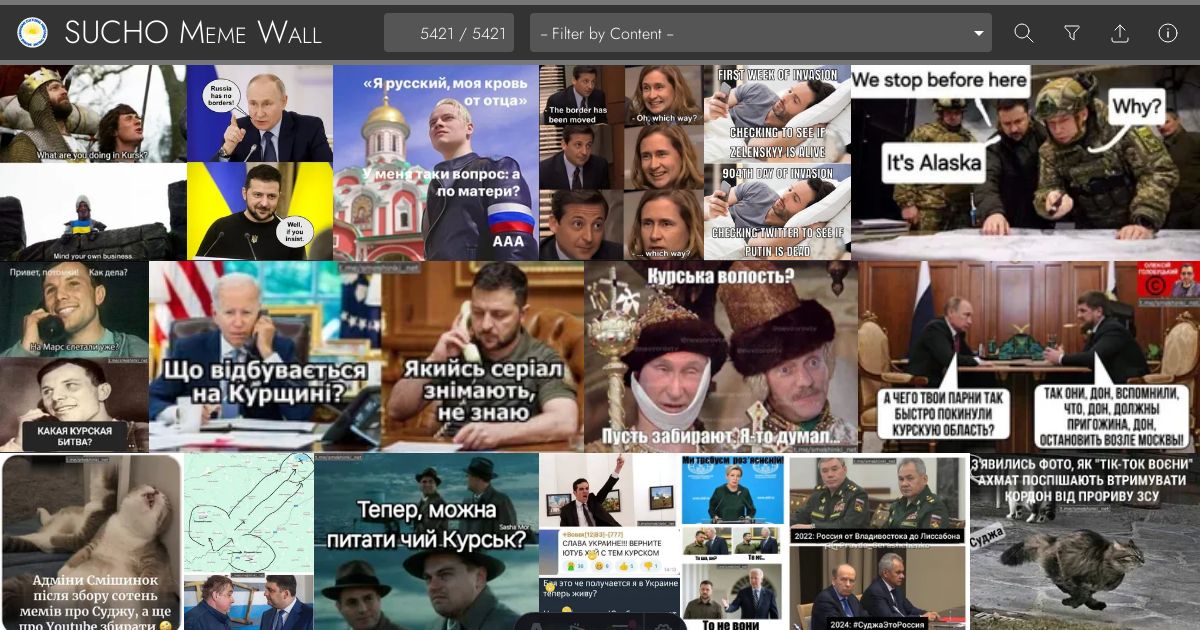 SUCHO Meme Wall
5421 / 5421
-- Filter by Content --
What are you doing in Kursk?
Mind your own business.
Russia
has no
borders!
Well,
if you
insist.
«Я русский, моя кровь
от отца»
У меня таки вопрос: а
по матери?
ААА
- The border has
been moved
- Oh, which way?
- ... which way?
FIRST WEEK OF INVASION
CHECKING TO SEE IF
ZELENSKYY IS ALIVE
904TH DAY OF INVASION
CHECKING TWITTER TO SEE IF
PUTIN IS DEAD
We stop before here
Why?
It's Alaska
Привет, потомки! Как дела?
На Марс слетали уже?
КАКАЯ КУРСКАЯ
БИТВА?
Що відбувається
на Курщині?
Якийсь серіал
знімають,
не знаю
Курська волость?
Пусть забирают. Я-то думал...
ОЛЕКСІЙ
ГОЛОБУЦЬКИЙ
А ЧЕГО ТВОИ ПАРНИ ТАК
БЫСТРО ПОКИНУЛИ
КУРСКУЮ ОБЛАСТЬ?
ТАК ОНИ, ДОН, ВСПОМНИЛИ,
ЧТО, ДОН, ДОЛЖНЫ
ПРИГОЖИНА, ДОН,
ОСТАНОВИТЬ ВОЗЛЕ МОСКВЫ!
Адміни Смішинок
після збору сотень
мемів про Суджу, а ще
про Youtube збирати
Тепер, можна
Sasha Mor
питати чий Курськ?
СЛАВА УКРАИНЕ!!! ВЕРНИТЕ
ЮТУБ ХУЙ С ТЕМ КУРСКОМ
Бля это че получается я в Украине
теперь живу?
Ми требуєм роз'яснєній!
То не вони
2022: Россия от Владивостока до Лиссабона
2024: #СуджаЭтоРоссия
З'ЯВИЛИСЬ ФОТО, ЯК "ТІК-ТОК ВОЄНИ"
АХМАТ ПОСПІШАЮТЬ ВТРИМУВАТИ
КОРДОН ВІД ПРОРИВУ ЗСУ
Суджа